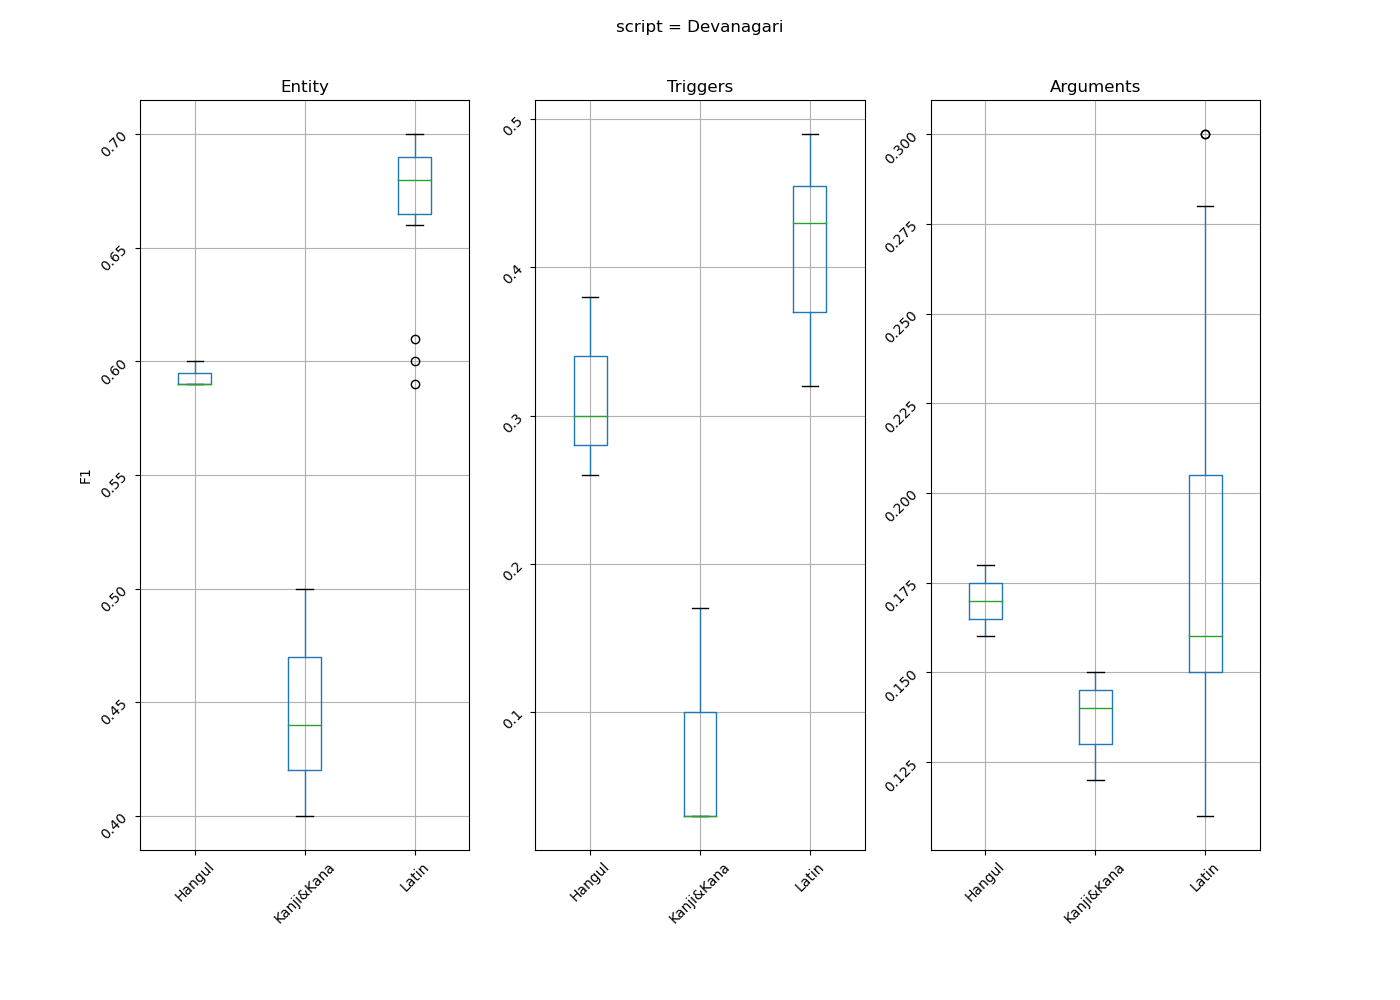 script = Devanagari
Entity
Triggers
Arguments
F1
0.70
0.65
0.60
0.55
0.50
0.45
0.40
Hangul
Kanji&Kana
Latin
0.5
0.4
0.3
0.2
0.1
Hangul
Kanji&Kana
Latin
0.300
0.275
0.250
0.225
0.200
0.175
0.150
0.125
Hangul
Kanji&Kana
Latin